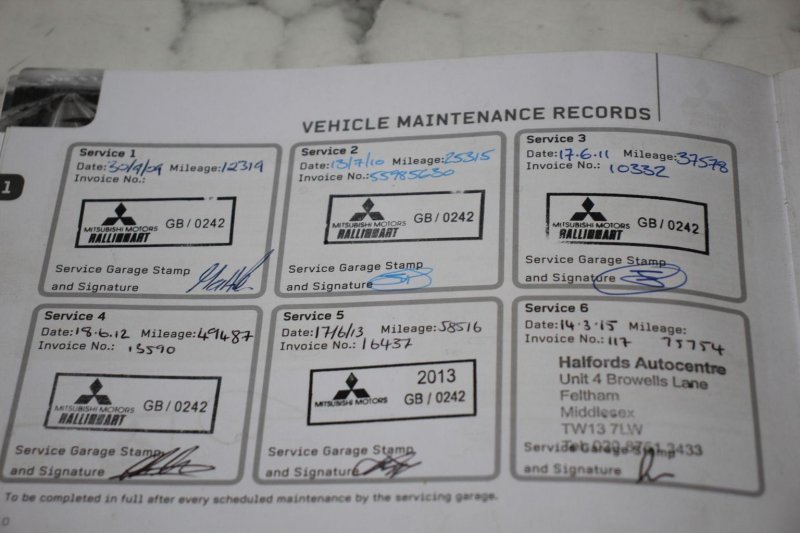 VEHICLE MAINTENANCE RECORDS
1
Service 1
Date: 30/9/09 Mileage: 12319
Invoice No.:
MITSUBISHI MOTORS
RALLIART
GB / 0242
Service Garage Stamp
and Signature
Service 2
Date: 13/7/10 Mileage: 25315
Invoice No.: 55985630
MITSUBISHI MOTORS
RALLIART
GB / 0242
Service Garage Stamp
and Signature
Service 3
Date: 17.6.11 Mileage: 37578
Invoice No.: 10332
MITSUBISHI MOTORS
RALLIART
GB / 0242
Service Garage Stamp
and Signature
Service 4
Date: 18.6.12 Mileage: 49487
Invoice No.: 13590
MITSUBISHI MOTORS
RALLIART
GB / 0242
Service Garage Stamp
and Signature
Service 5
Date: 17/6/13 Mileage: 58516
Invoice No.: 16437
MITSUBISHI MOTORS
2013
GB / 0242
Service Garage Stamp
and Signature
Service 6
Date: 14.3.15 Mileage:
Invoice No.: 117 75754
Halfords Autocentre
Unit 4 Browells Lane
Feltham
Middlesex
TW13 7LW
Tel: 020 8751 3433
Service Garage Stamp
and Signature
To be completed in full after every scheduled maintenance by the servicing garage.